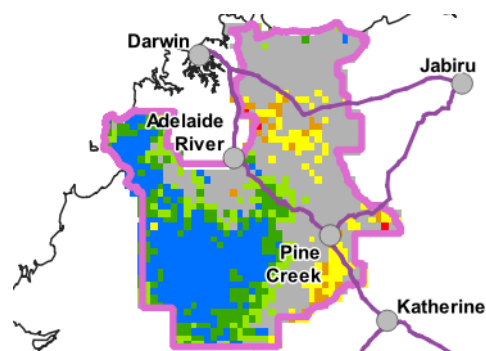 Darwin
Jabiru
Adelaide
River
Pine
Creek
Katherine